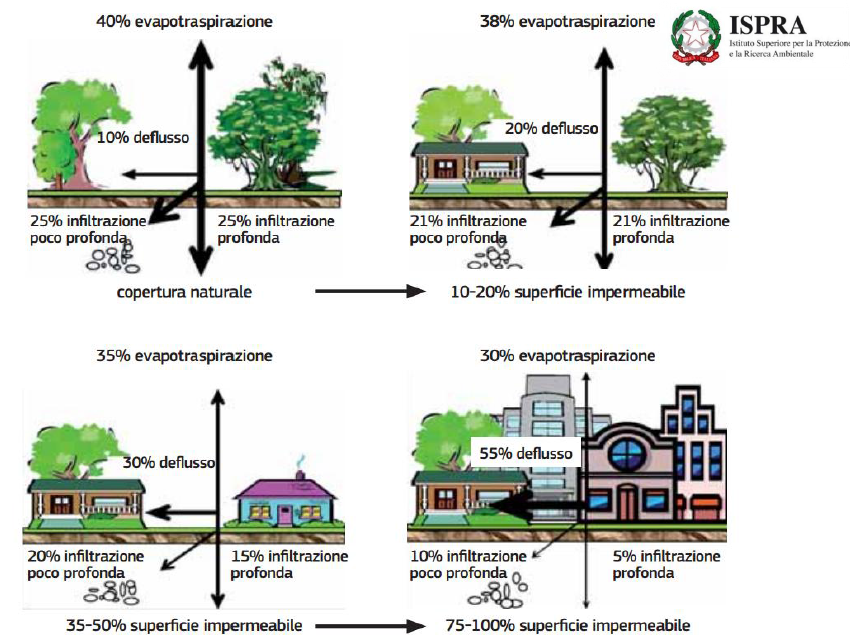 40% evapotraspirazione
38% evapotraspirazione
ISPRA
Istituto Superiore per la Protezione
e la Ricerca Ambientale
10% deflusso
20% deflusso
25% infiltrazione
poco profonda
25% infiltrazione
profonda
21% infiltrazione
poco profonda
21% infiltrazione
profonda
copertura naturale
10-20% superficie impermeabile
35% evapotraspirazione
30% evapotraspirazione
30% deflusso
55% deflusso
20% infiltrazione
poco profonda
15% infiltrazione
profonda
10% infiltrazione
poco profonda
5% infiltrazione
profonda
35-50% superficie impermeabile
75-100% superficie impermeabile